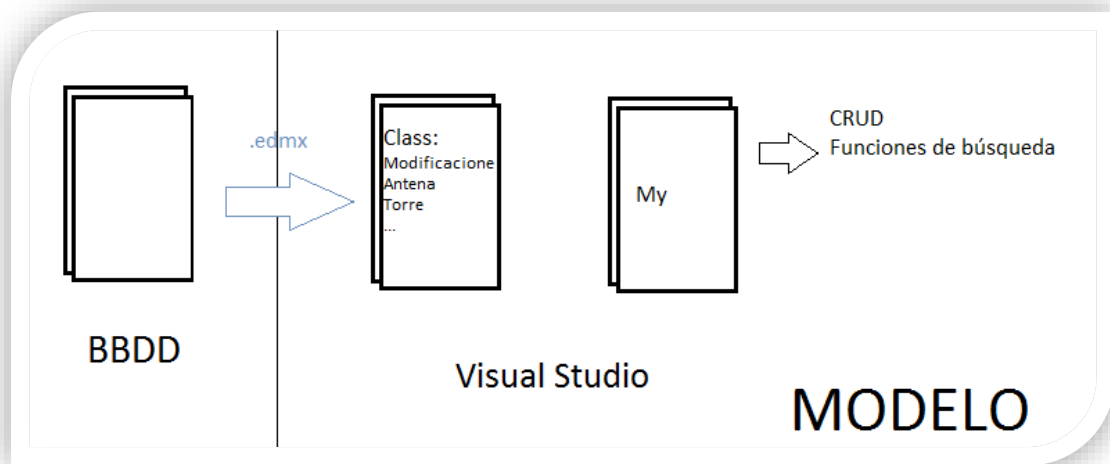 .edmx
Class:
Modificacione
Antena
Torre
...
My
CRUD
Funciones de búsqueda
BBDD
Visual Studio
MODELO